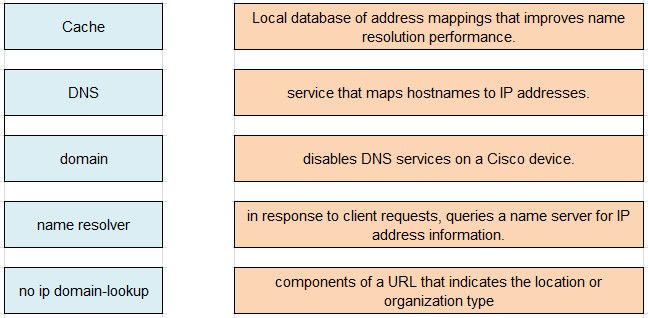 Cache
Local database of address mappings that improves name
resolution performance.
DNS
service that maps hostnames to IP addresses.
domain
disables DNS services on a Cisco device.
name resolver
in response to client requests, queries a name server for IP
address information.
no ip domain-lookup
components of a URL that indicates the location or
organization type